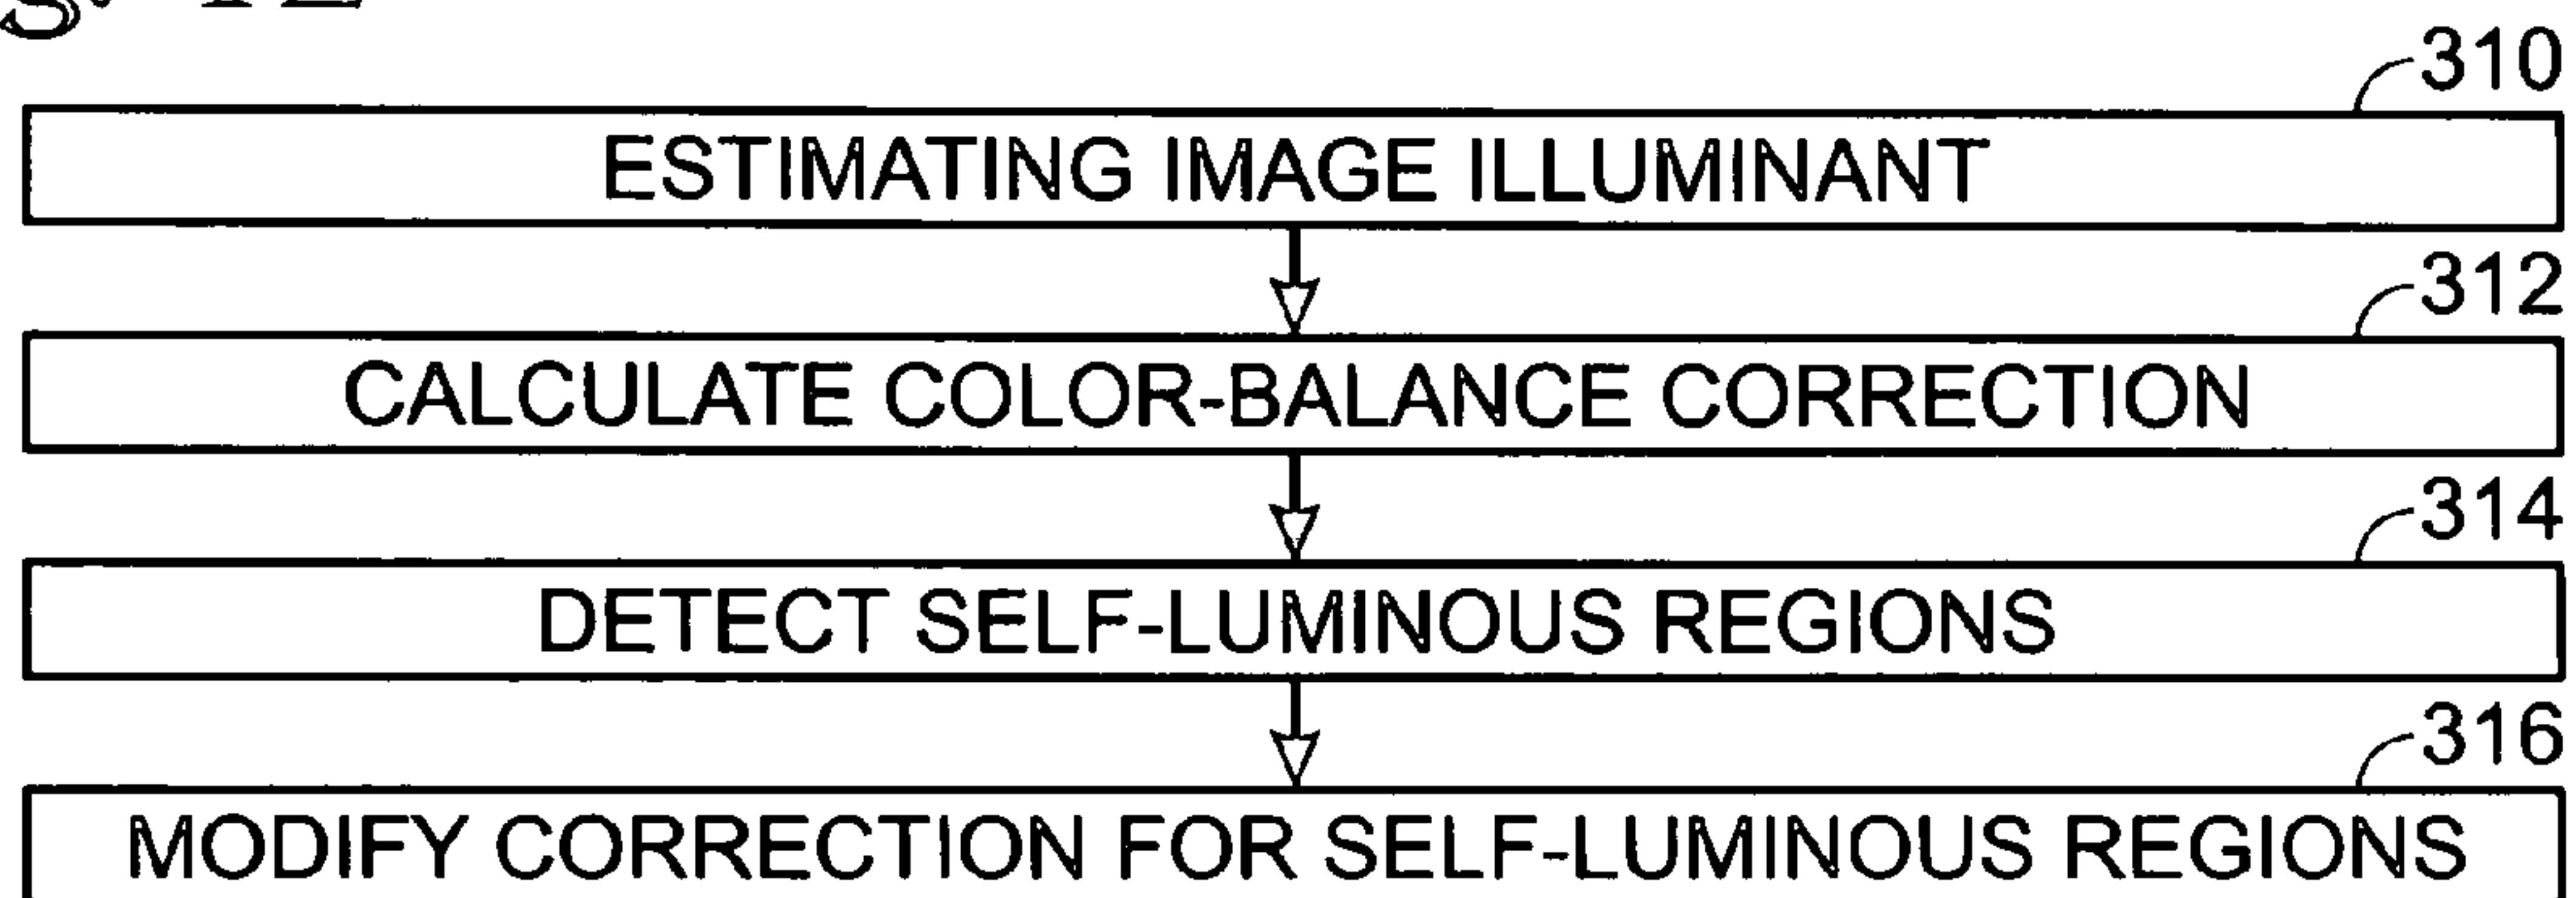 310
ESTIMATING IMAGE ILLUMINANT
312
CALCULATE COLOR-BALANCE CORRECTION
314
DETECT SELF-LUMINOUS REGIONS
316
MODIFY CORRECTION FOR SELF-LUMINOUS REGIONS